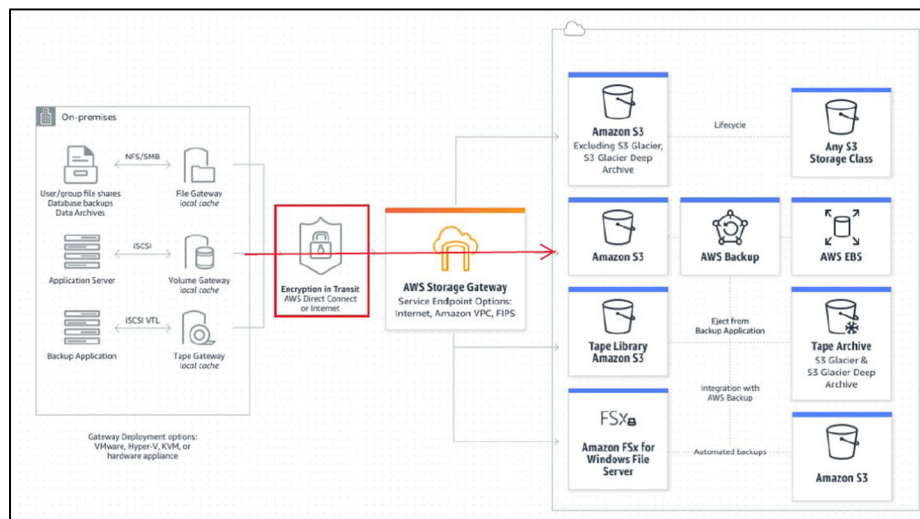 On-premises
NFS/SMB
User/group file shares
Database backups
Data Archives
File Gateway
local cache
iSCSI
Application Server
Volume Gateway
local cache
iSCSI VTL
Backup Application
Tape Gateway
local cache
Gateway Deployment options:
VMware, Hyper-V, KVM, or
hardware appliance
Encryption in Transit
AWS Direct Connect
or Internet
AWS Storage Gateway
Service Endpoint Options:
Internet, Amazon VPC, FIPS
Amazon S3
Excluding S3 Glacier,
S3 Glacier Deep
Archive
Lifecycle
Any S3
Storage Class
Amazon S3
AWS Backup
AWS EBS
Tape Library
Amazon S3
Eject from
Backup Application
Tape Archive
S3 Glacier &
S3 Glacier Deep
Archive
Integration with
AWS Backup
FSx
Amazon FSx for
Windows File
Server
Automated backups
Amazon S3